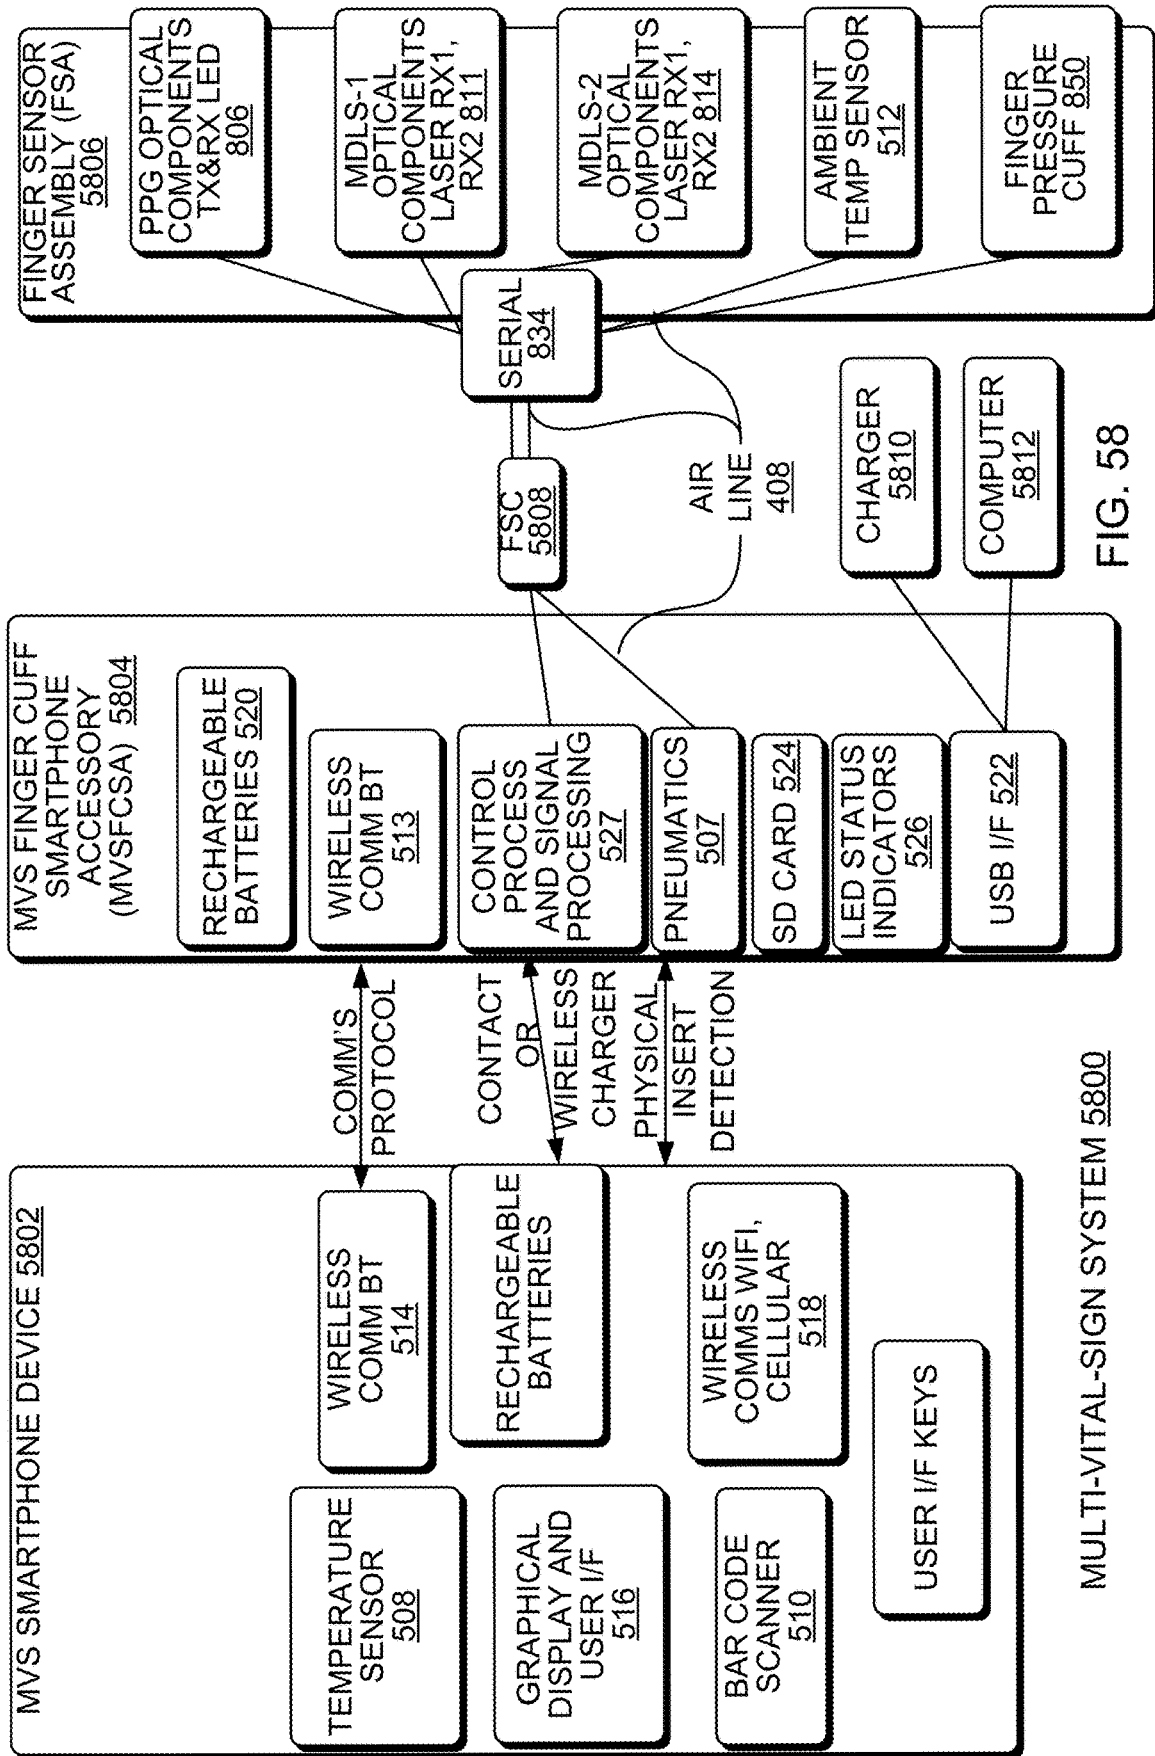 MVS SMARTPHONE DEVICE 5802
TEMPERATURE
SENSOR
508
WIRELESS
COMM BT
514
GRAPHICAL
DISPLAY AND
USER I/F
516
RECHARGEABLE
BATTERIES
BAR CODE
SCANNER
510
WIRELESS
COMMS WIFI,
CELLULAR
518
USER I/F KEYS
COMM'S
PROTOCOL
CONTACT
OR
WIRELESS
CHARGER
PHYSICAL
INSERT
DETECTION
MVS FINGER CUFF
SMARTPHONE
ACCESSORY
(MVSFCSA) 5804
RECHARGEABLE
BATTERIES 520
WIRELESS
COMM BT
513
CONTROL
PROCESS
AND SIGNAL
PROCESSING
527
PNEUMATICS
507
SD CARD 524
LED STATUS
INDICATORS
526
USB I/F 522
FSC
5808
SERIAL
834
AIR
LINE
408
CHARGER
5810
COMPUTER
5812
FINGER SENSOR
ASSEMBLY (FSA)
5806
PPG OPTICAL
COMPONENTS
TX&RX LED
806
MDLS-1
OPTICAL
COMPONENTS
LASER RX1,
RX2 811
MDLS-2
OPTICAL
COMPONENTS
LASER RX1,
RX2 814
AMBIENT
TEMP SENSOR
512
FINGER
PRESSURE
CUFF 850
MULTI-VITAL-SIGN SYSTEM 5800
FIG. 58